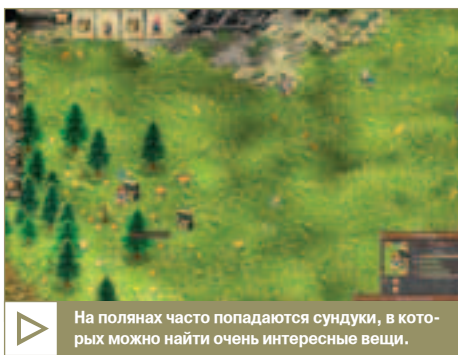 На полянах часто попадаются сундуки, в кото-
рых можно найти очень интересные вещи.